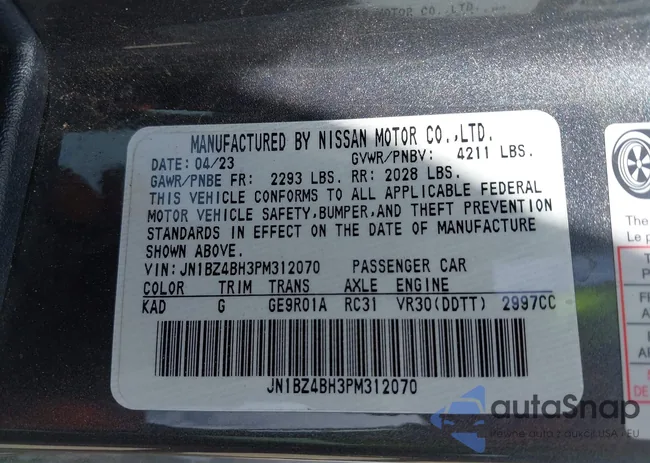 MANUFACTURED BY NISSAN MOTOR CO.,LTD.
DATE: 04/23 GVWR/PNBV: 4211 LBS.
GAWR/PNBE FR: 2293 LBS. RR: 2028 LBS.
THIS VEHICLE CONFORMS TO ALL APPLICABLE FEDERAL
MOTOR VEHICLE SAFETY,BUMPER,AND THEFT PREVENTION
STANDARDS IN EFFECT ON THE DATE OF MANUFACTURE
SHOWN ABOVE.
VIN: JN1BZ4BH3PM312070 PASSENGER CAR
COLOR TRIM TRANS AXLE ENGINE
KAD G GE9R01A RC31 VR30(DDTT) 2997CC
JN1BZ4BH3PM312070
The
Le p
autaSnap